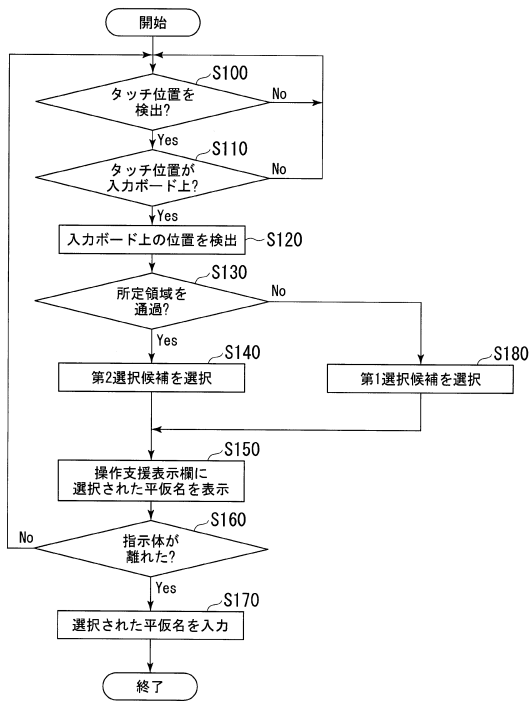 開始
S100
タッチ位置を
検出?
No
Yes
S110
タッチ位置が
入力ボード上?
No
Yes
入力ボード上の位置を検出
S120
S130
所定領域を
通過?
No
Yes
S140
第2選択候補を選択
S180
第1選択候補を選択
S150
操作支援表示欄に
選択された平仮名を表示
S160
指示体が
離れた?
No
Yes
S170
選択された平仮名を入力
終了